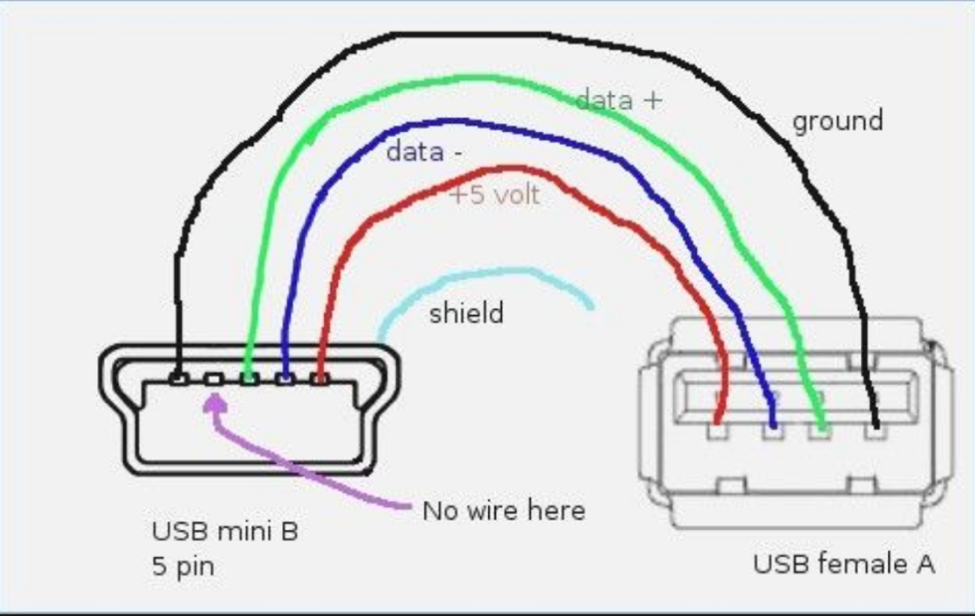 data +
ground
data -
+5 volt
shield
No wire here
USB mini B
5 pin
USB female A